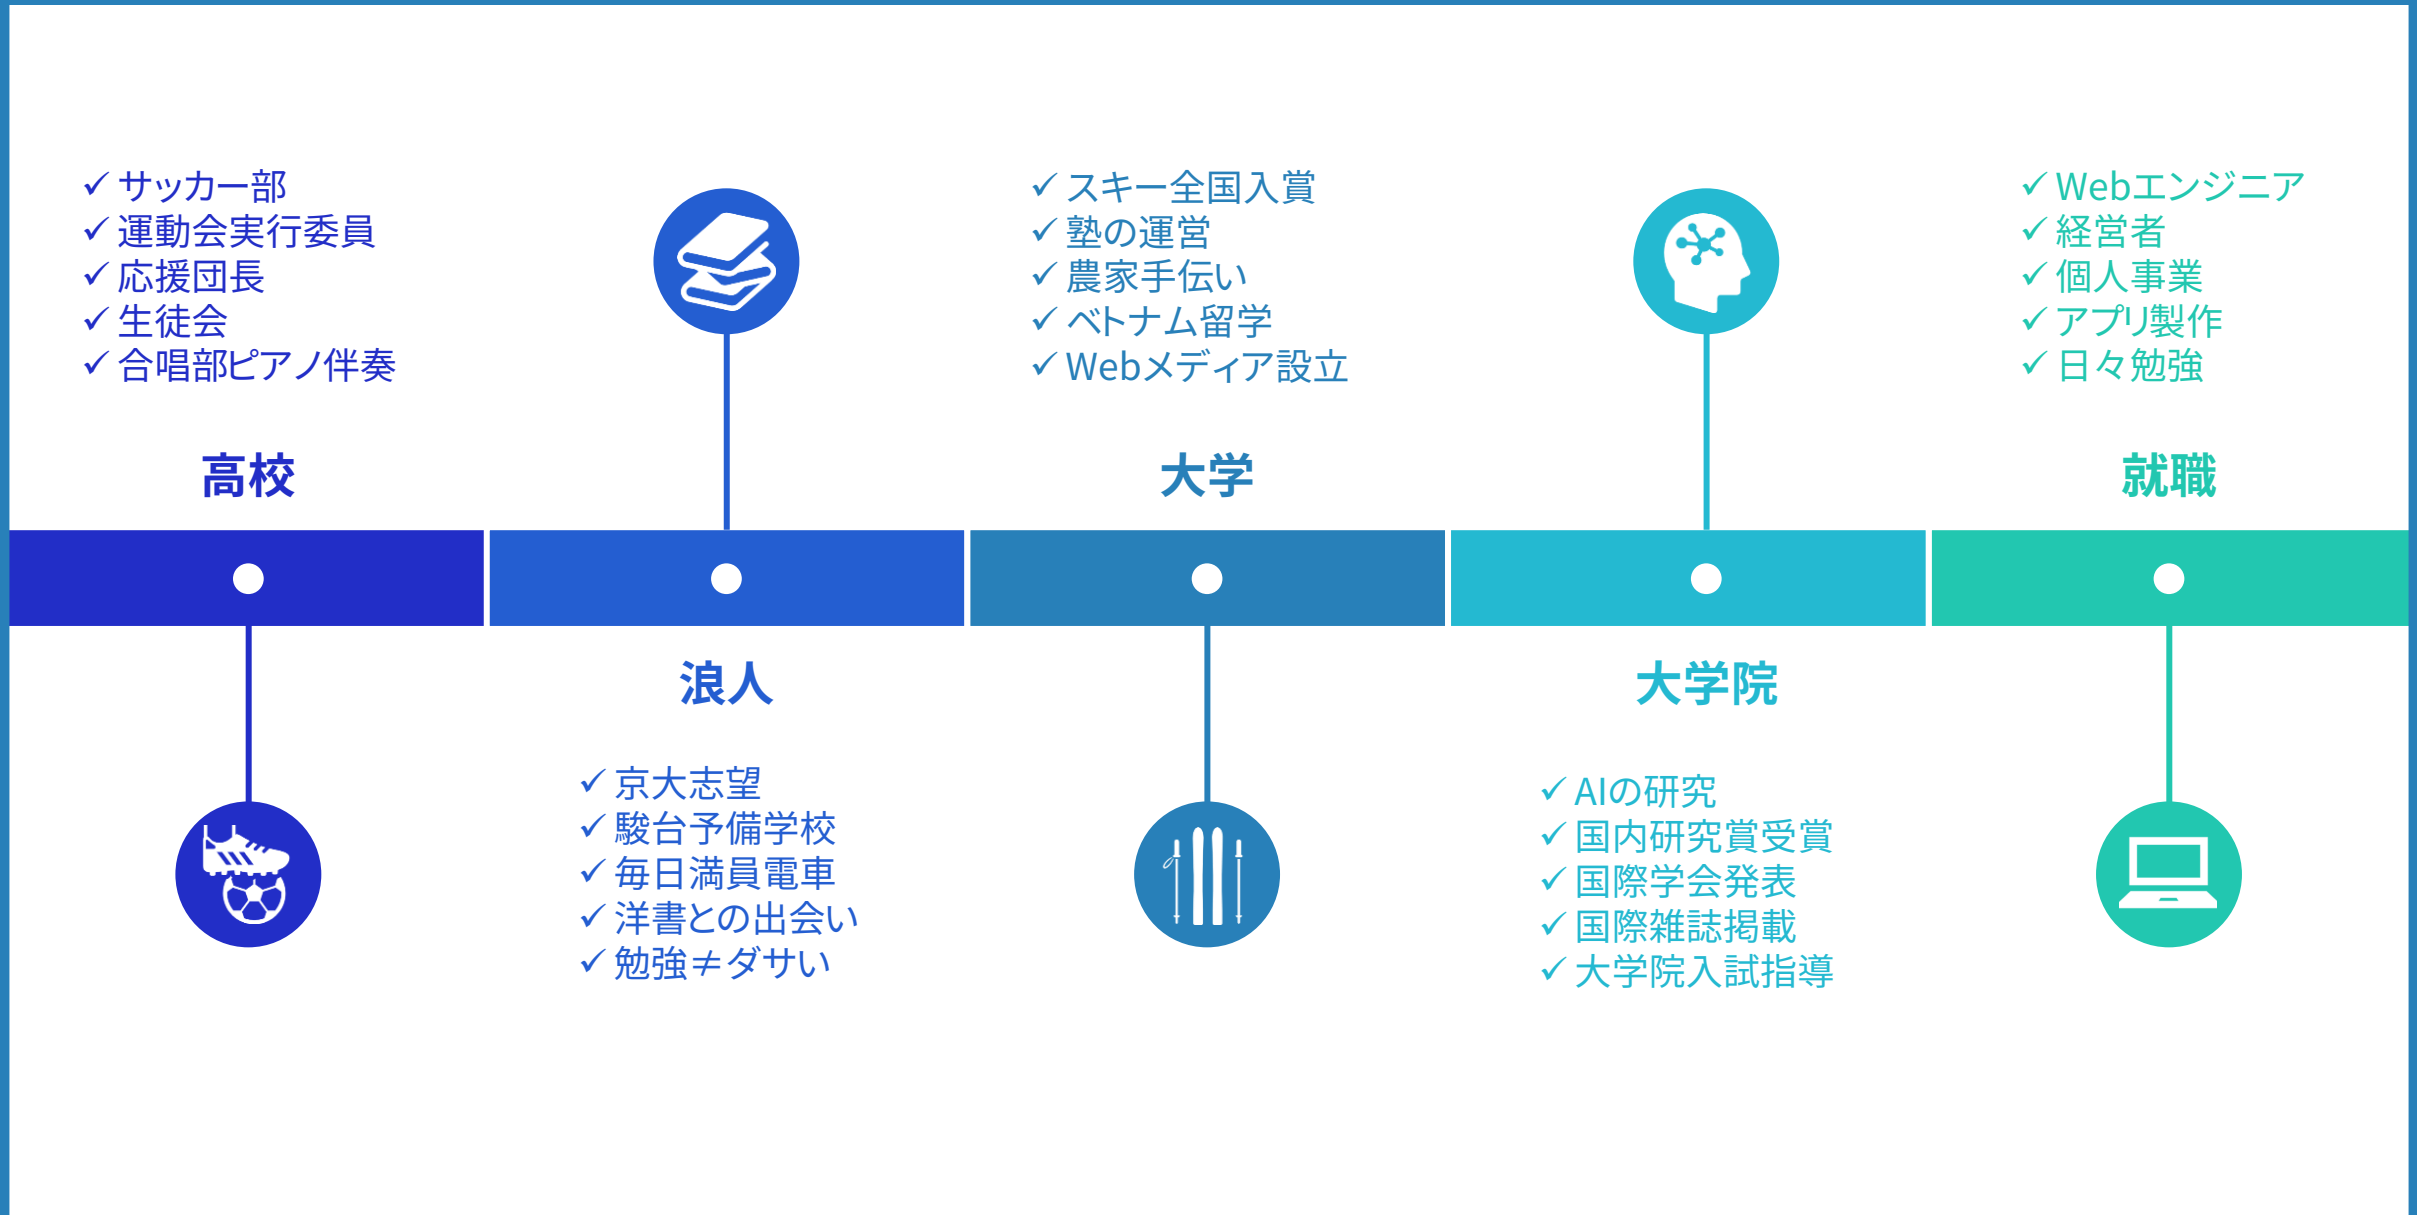 ✓ サッカー部
✓ 運動会実行委員
✓ 応援団長
✓ 生徒会
✓ 合唱部ピアノ伴奏
高校
浪人
✓ 京大志望
✓ 駿台予備学校
✓ 毎日満員電車
✓ 洋書との出会い
✓ 勉強≠ダサい
✓ スキー全国入賞
✓ 塾の運営
✓ 農家手伝い
✓ ベトナム留学
✓ Webメディア設立
大学
大学院
✓ AIの研究
✓ 国内研究賞受賞
✓ 国際学会発表
✓ 国際雑誌掲載
✓ 大学院入試指導
✓ Webエンジニア
✓ 経営者
✓ 個人事業
✓ アプリ製作
✓ 日々勉強
就職